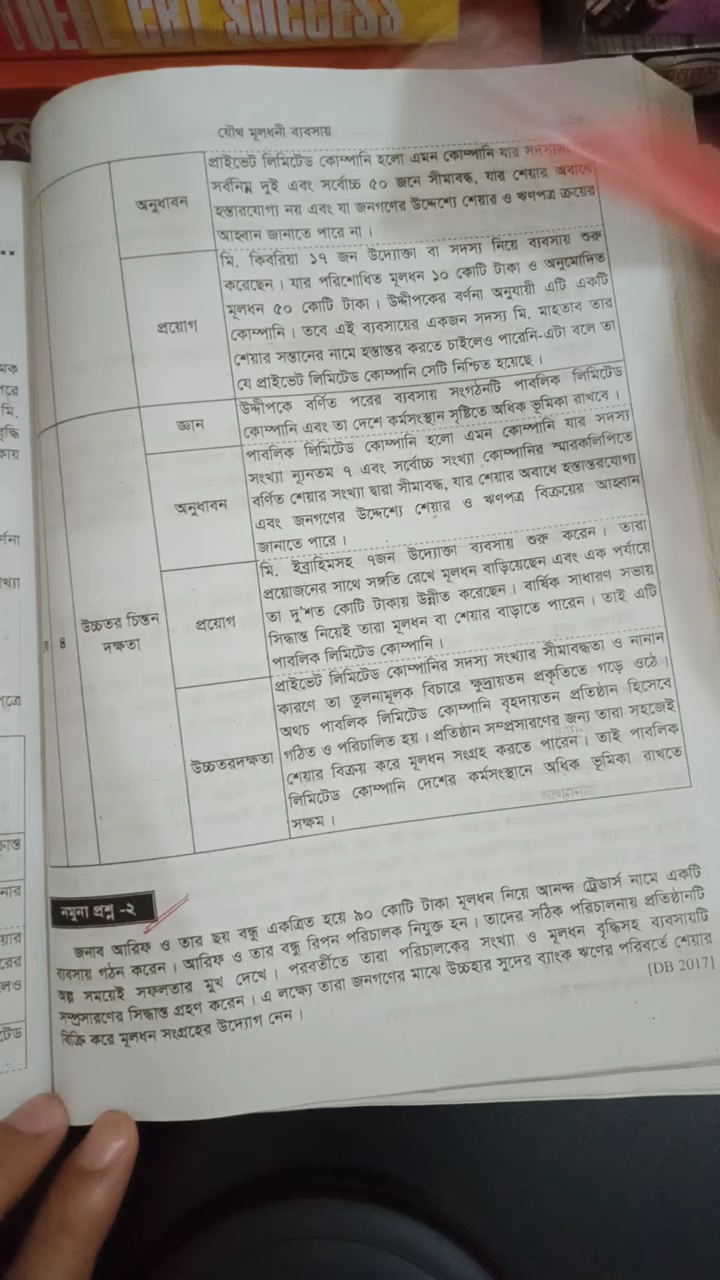 TOEFL CBT SUCCESS
যৌথ মূলধনী ব্যবসায়
অনুধাবন
প্রাইভেট লিমিটেড কোম্পানি হলো এমন কোম্পানি যার
সর্বনিম্ন দুই এবং সর্বোচ্চ ৫০ জনে সীমাবদ্ধ, যার শেয়ার অবাধে
হস্তান্তরযোগ্য নয় এবং যা জনগণের উদ্দেশ্যে শেয়ার ও ঋণপত্র ক্রয়ের
আহ্বান জানাতে পারে না।
প্রয়োগ
মি. কিবরিয়া ১৭ জন উদ্যোক্তা বা সদস্য নিয়ে ব্যবসায় শুরু
করেছেন। যার পরিশোধিত মূলধন ১০ কোটি টাকা ও অনুমোদিত
মূলধন ৫০ কোটি টাকা। উদ্দীপকের বর্ণনা অনুযায়ী এটি একটি
কোম্পানি। তবে এই ব্যবসায়ের একজন সদস্য মি. মাহতাব তার
শেয়ার সন্তানের নামে হস্তান্তর করতে চাইলেও পারেননি-এটা বলে তা
যে প্রাইভেট লিমিটেড কোম্পানি সেটি নিশ্চিত হয়েছে।
৪
উচ্চতর চিন্তন
দক্ষতা
জ্ঞান
উদ্দীপকে বর্ণিত পরের ব্যবসায় সংগঠনটি পাবলিক লিমিটেড
কোম্পানি এবং তা দেশে কর্মসংস্থান সৃষ্টিতে অধিক ভূমিকা রাখবে।
অনুধাবন
পাবলিক লিমিটেড কোম্পানি হলো এমন কোম্পানি যার সদস্য
সংখ্যা ন্যূনতম ৭ এবং সর্বোচ্চ সংখ্যা কোম্পানির স্মারকলিপিতে
বর্ণিত শেয়ার সংখ্যা দ্বারা সীমাবদ্ধ, যার শেয়ার অবাধে হস্তান্তরযোগ্য
এবং জনগণের উদ্দেশ্যে শেয়ার ও ঋণপত্র বিক্রয়ের আহ্বান
জানাতে পারে।
প্রয়োগ
মি. ইব্রাহিমসহ ৭জন উদ্যোক্তা ব্যবসায় শুরু করেন। তারা
প্রয়োজনের সাথে সঙ্গতি রেখে মূলধন বাড়িয়েছেন এবং এক পর্যায়ে
তা দু'শত কোটি টাকায় উন্নীত করেছেন। বার্ষিক সাধারণ সভায়
সিদ্ধান্ত নিয়েই তারা মূলধন বা শেয়ার বাড়াতে পারেন। তাই এটি
পাবলিক লিমিটেড কোম্পানি।
উচ্চতরদক্ষতা
প্রাইভেট লিমিটেড কোম্পানির সদস্য সংখ্যার সীমাবদ্ধতা ও নানান
কারণে তা তুলনামূলক বিচারে ক্ষুদ্রায়তন প্রকৃতিতে গড়ে ওঠে।
অথচ পাবলিক লিমিটেড কোম্পানি বৃহদায়তন প্রতিষ্ঠান হিসেবে
গঠিত ও পরিচালিত হয়। প্রতিষ্ঠান সম্প্রসারণের জন্য তারা সহজেই
শেয়ার বিক্রয় করে মূলধন সংগ্রহ করতে পারেন। তাই পাবলিক
লিমিটেড কোম্পানি দেশের কর্মসংস্থানে অধিক ভূমিকা রাখতে
সক্ষম।
নমুনা প্রশ্ন -২
জনাব আরিফ ও তার ছয় বন্ধু একত্রিত হয়ে ৯০ কোটি টাকা মূলধন নিয়ে আনন্দ ট্রেডার্স নামে একটি
ব্যবসায় গঠন করেন। আরিফ ও তার বন্ধু রিপন পরিচালক নিযুক্ত হন। তাদের সঠিক পরিচালনায় প্রতিষ্ঠানটি
অল্প সময়েই সফলতার মুখ দেখে। পরবর্তীতে তারা পরিচালকের সংখ্যা ও মূলধন বৃদ্ধিসহ ব্যবসায়টি
সম্প্রসারণের সিদ্ধান্ত গ্রহণ করেন। এ লক্ষ্যে তারা জনগণের মাঝে উচ্চহার সুদের ব্যাংক ঋণের পরিবর্তে শেয়ার
বিক্রি করে মূলধন সংগ্রহের উদ্যোগ নেন।
[DB 2017]